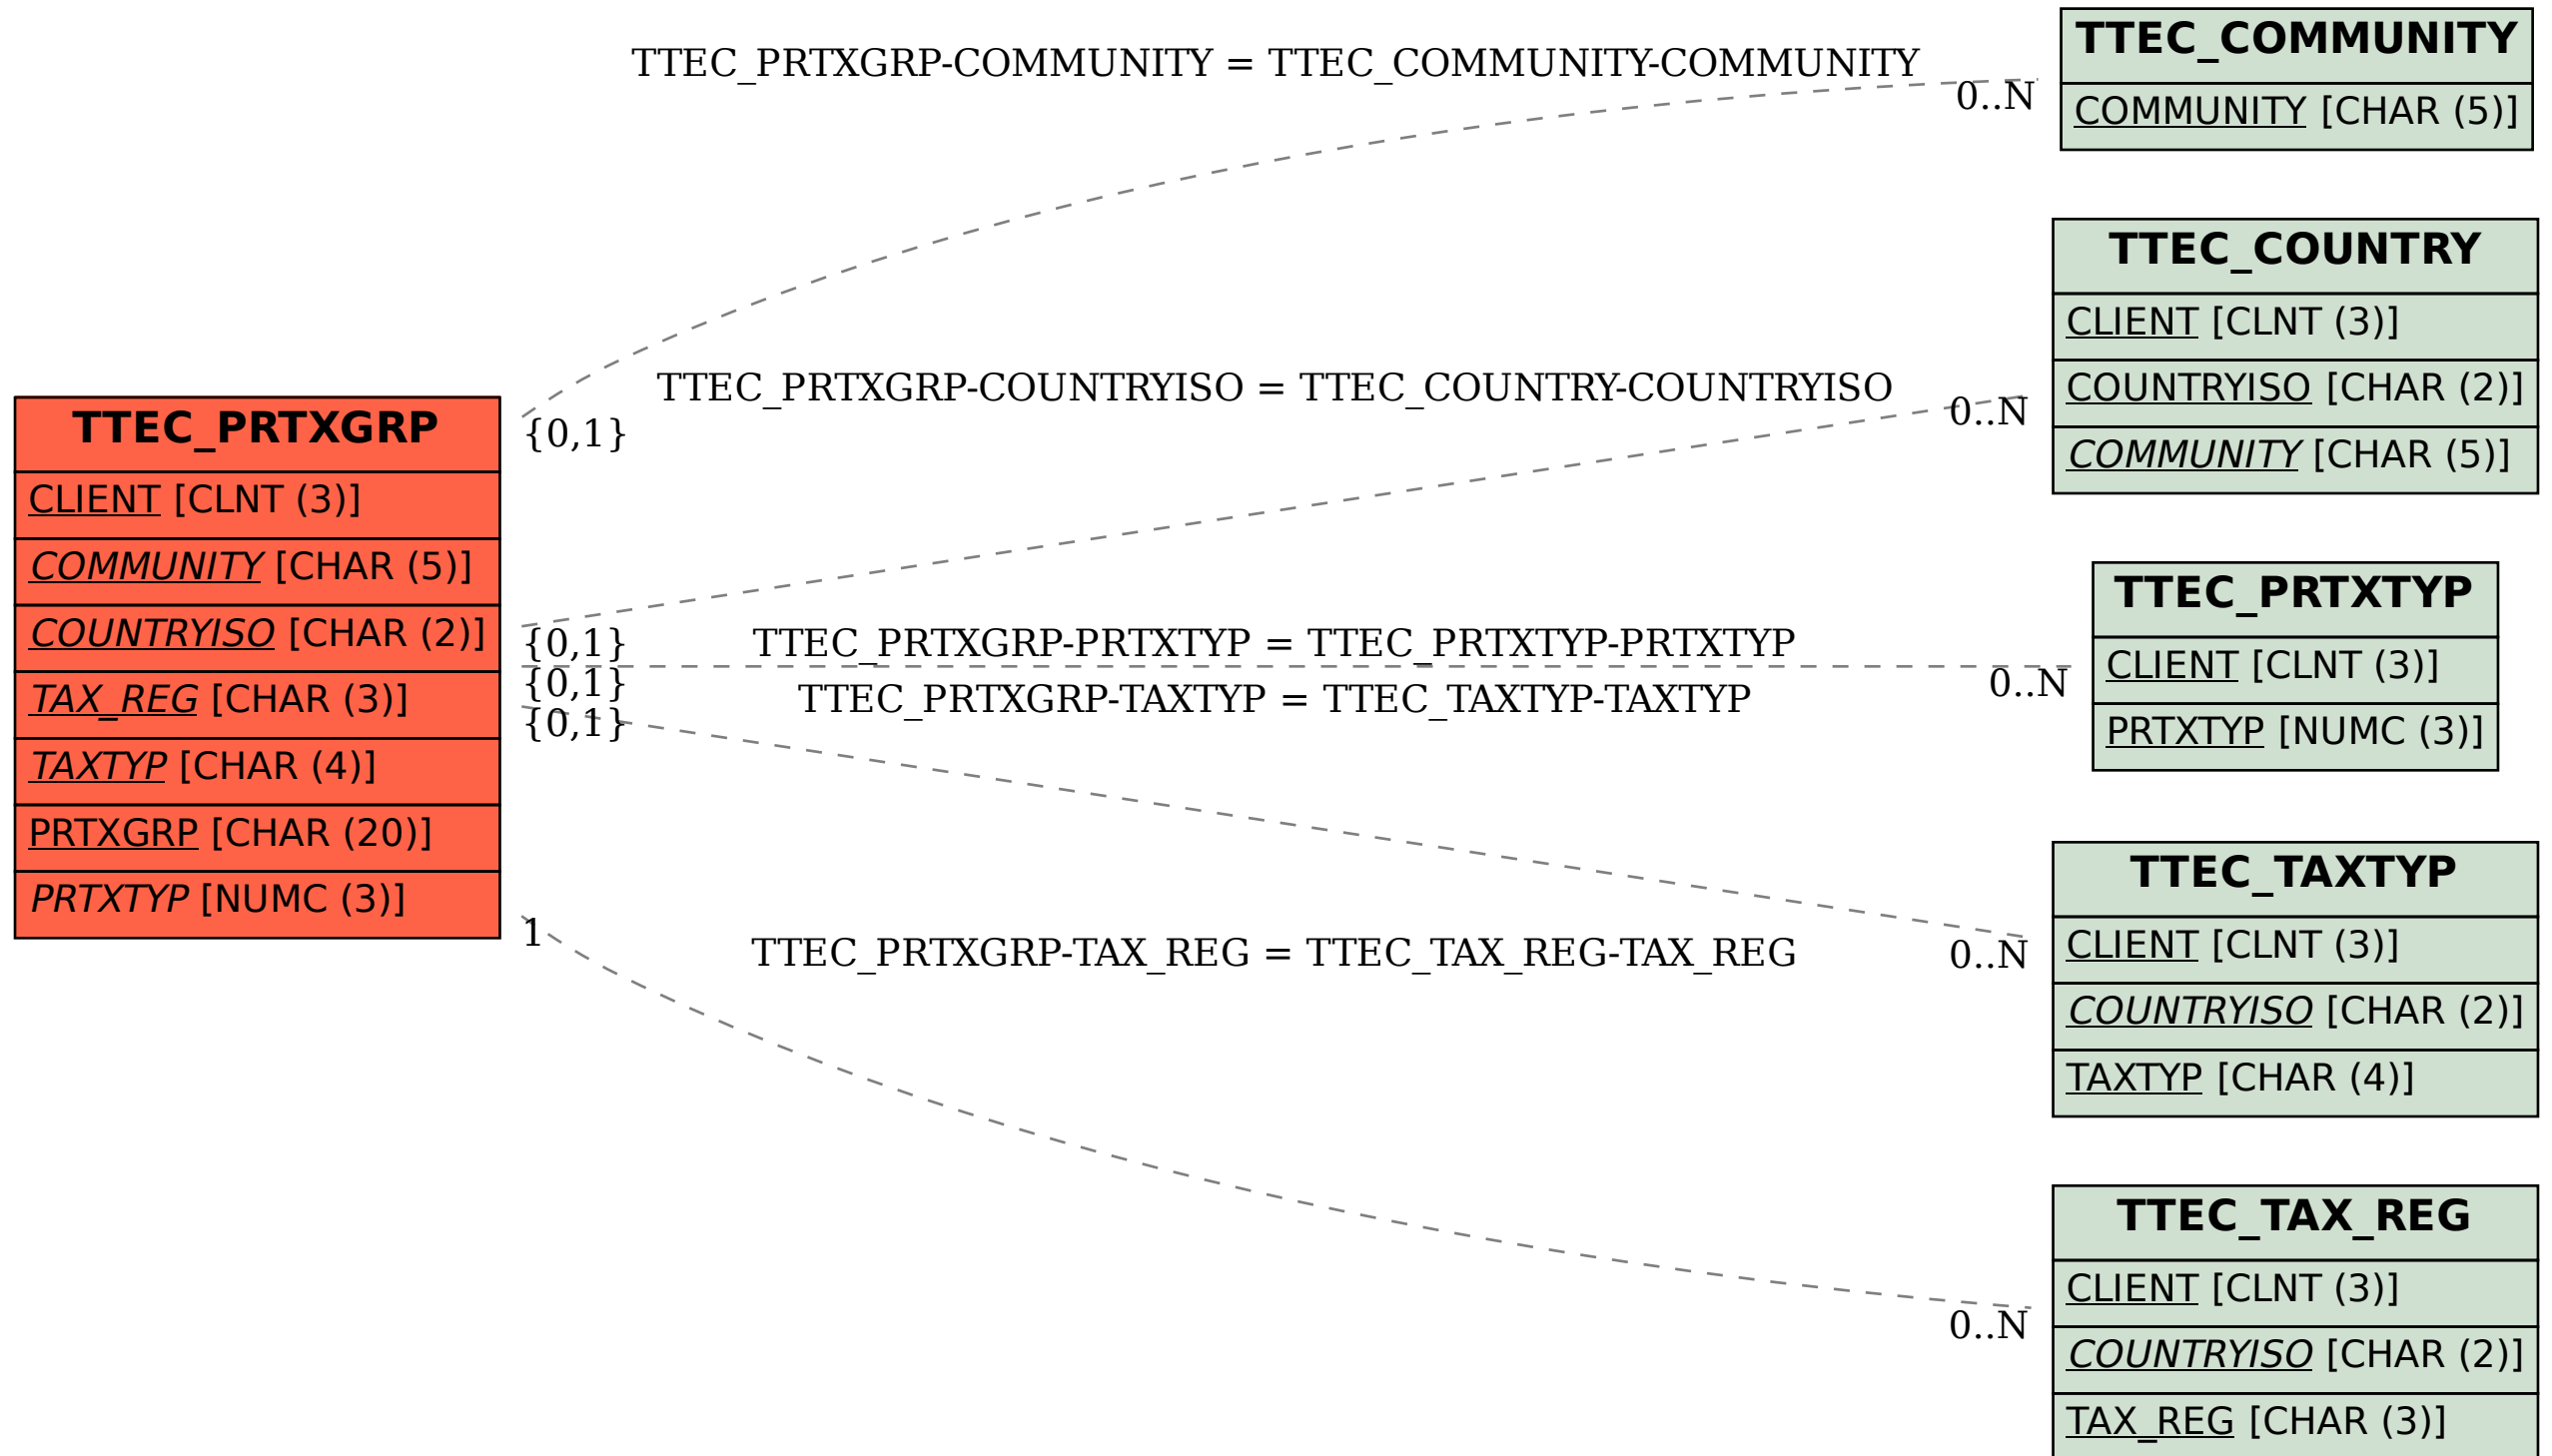 TTEC_PRTXGRP
CLIENT [CLNT (3)]
COMMUNITY [CHAR (5)]
COUNTRYISO [CHAR (2)]
TAX_REG [CHAR (3)]
TAXTYP [CHAR (4)]
PRTXGRP [CHAR (20)]
PRTXTYP [NUMC (3)]
TTEC_PRTXGRP-COMMUNITY = TTEC_COMMUNITY-COMMUNITY
0..N
{0,1}
TTEC_PRTXGRP-COUNTRYISO = TTEC_COUNTRY-COUNTRYISO
0..N
{0,1}
TTEC_PRTXGRP-PRTXTYP = TTEC_PRTXTYP-PRTXTYP
{0,1}
0..N
TTEC_PRTXGRP-TAXTYP = TTEC_TAXTYP-TAXTYP
{0,1}
0..N
1
TTEC_PRTXGRP-TAX_REG = TTEC_TAX_REG-TAX_REG
0..N
TTEC_COMMUNITY
COMMUNITY [CHAR (5)]
TTEC_COUNTRY
CLIENT [CLNT (3)]
COUNTRYISO [CHAR (2)]
COMMUNITY [CHAR (5)]
TTEC_PRTXTYP
CLIENT [CLNT (3)]
PRTXTYP [NUMC (3)]
TTEC_TAXTYP
CLIENT [CLNT (3)]
COUNTRYISO [CHAR (2)]
TAXTYP [CHAR (4)]
TTEC_TAX_REG
CLIENT [CLNT (3)]
COUNTRYISO [CHAR (2)]
TAX_REG [CHAR (3)]